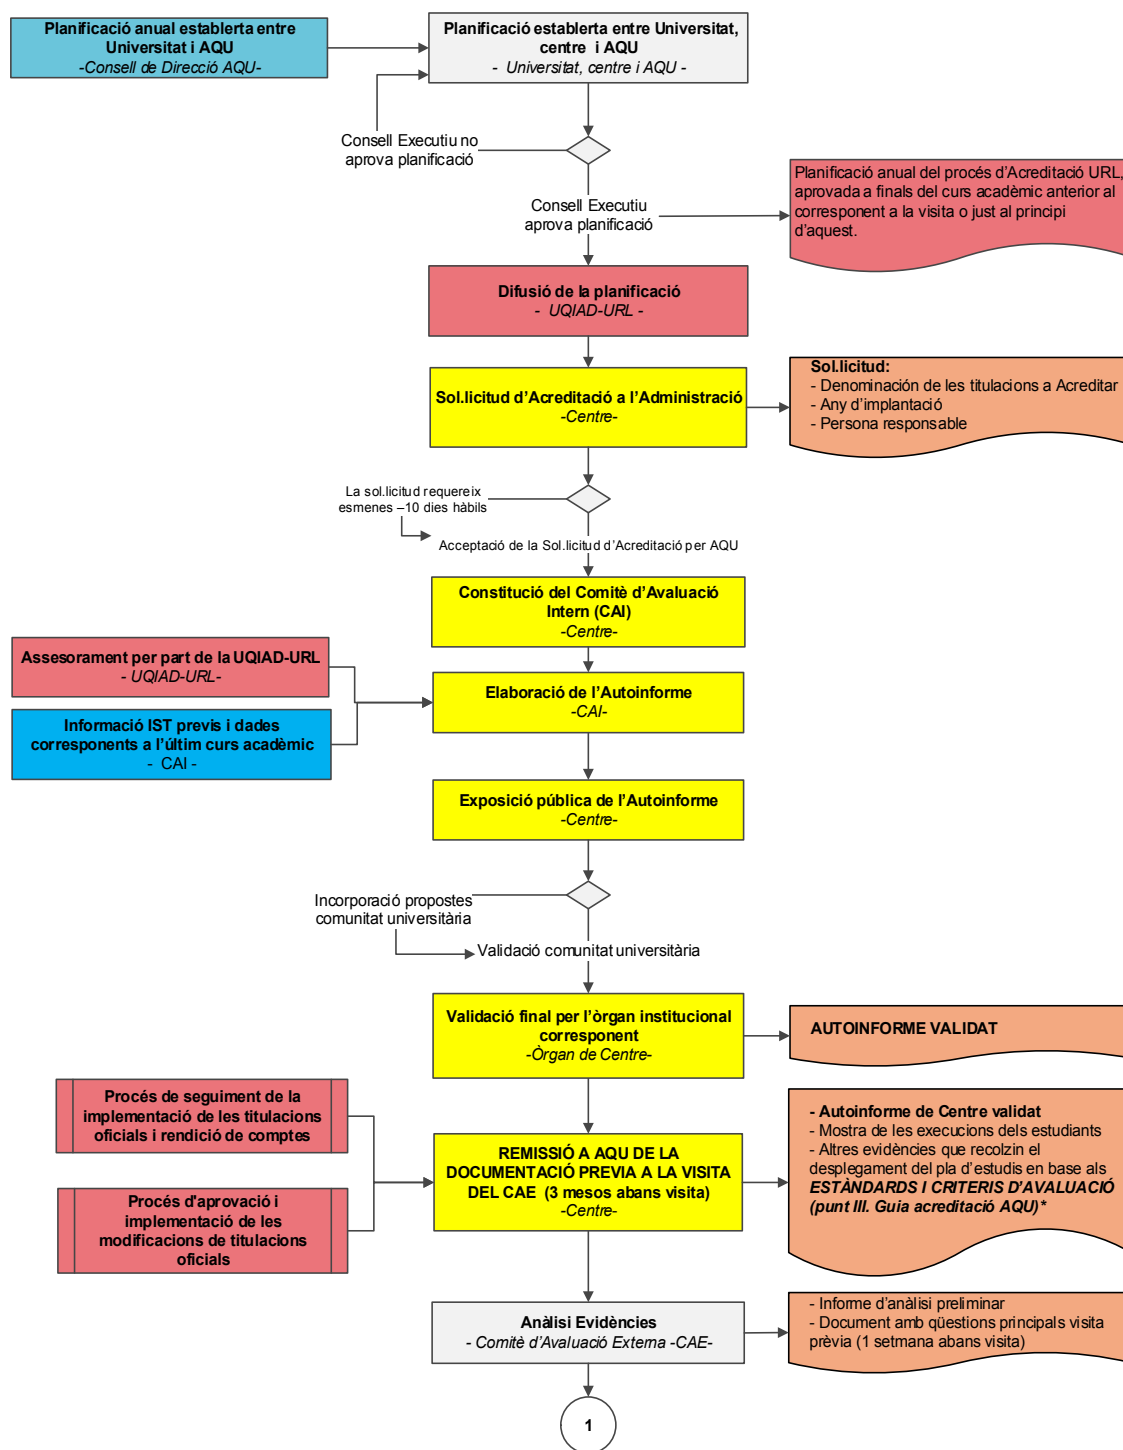 Planificació anual establerta entre
Universitat i AQU
-Consell de Direcció AQU-
Planificació establerta entre Universitat,
centre i AQU
- Universitat, centre i AQU -
Consell Executiu no
aprova planificació
Consell Executiu
aprova planificació
Planificació anual del procés d'Acreditació URL,
aprovada a finals del curs acadèmic anterior al
corresponent a la visita o just al principi
d'aquest.
Difusió de la planificació
- UQIAD-URL -
Sol.licitud d'Acreditació a l'Administració
-Centre-
Sol.licitud:
- Denominación de les titulacions a Acreditar
- Any d'implantació
- Persona responsable
La sol.licitud requereix
esmenes –10 dies hàbils
Acceptació de la Sol.licitud d'Acreditació per AQU
Constitució del Comitè d'Avaluació
Intern (CAI)
-Centre-
Assesorament per part de la UQIAD-URL
- UQIAD-URL-
Elaboració de l'Autoinforme
-CAI-
Informació IST previs i dades
corresponents a l'últim curs acadèmic
- CAI -
Exposició pública de l'Autoinforme
-Centre-
Incorporació propostes
comunitat universitària
Validació comunitat universitària
Validació final per l'òrgan institucional
corresponent
-Òrgan de Centre-
AUTOINFORME VALIDAT
Procés de seguiment de la
implementació de les titulacions
oficials i rendició de comptes
Procés d'aprovació i
implementació de les
modificacions de titulacions
oficials
REMISSIÓ A AQU DE LA
DOCUMENTACIÓ PREVIA A LA VISITA
DEL CAE (3 mesos abans visita)
-Centre-
- Autoinforme de Centre validat
- Mostra de les execucions dels estudiants
- Altres evidències que recolzin el
desplegament del pla d'estudis en base als
ESTÀNDARDS I CRITERIS D'AVALUACIÓ
(punt III. Guia acreditació AQU)*
Anàlisi Evidències
- Comitè d'Avaluació Externa -CAE-
- Informe d'anàlisi preliminar
- Document amb qüestions principals visita
prèvia (1 setmana abans visita)
1